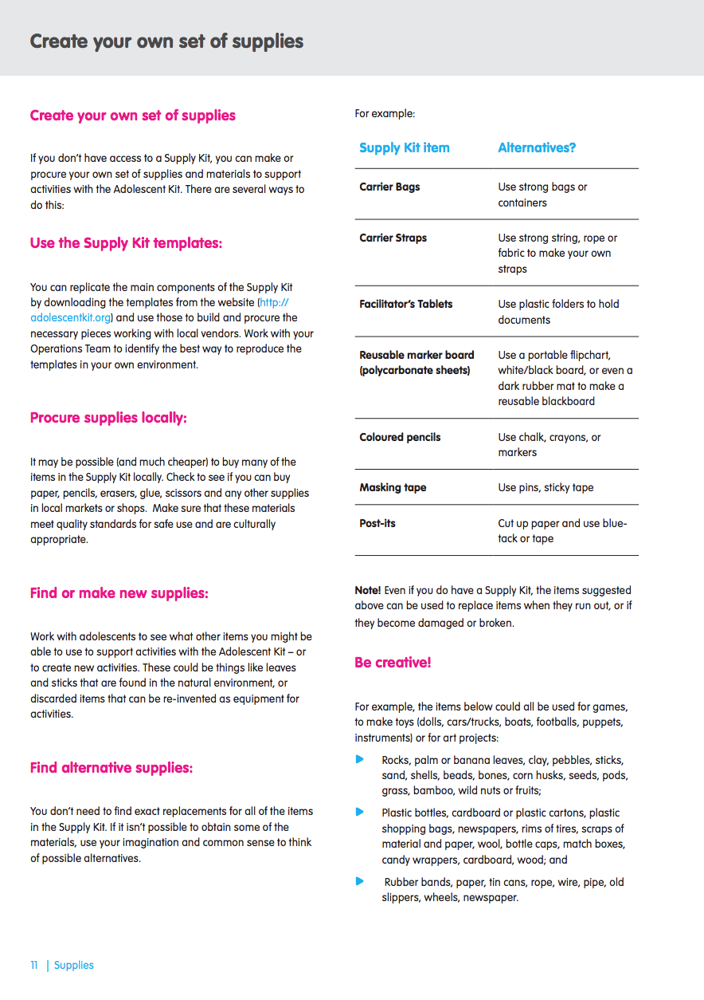 Create your own set of supplies
Create your own set of supplies
If you don’t have access to a Supply Kit, you can make or
procure your own set of supplies and materials to support
activities with the Adolescent Kit. There are several ways to
do this:
Use the Supply Kit templates:
You can replicate the main components of the Supply Kit
by downloading the templates from the website (http://
adolescentkit.org) and use those to build and procure the
necessary pieces working with local vendors. Work with your
Operations Team to identify the best way to reproduce the
templates in your own environment.
Procure supplies locally:
It may be possible (and much cheaper) to buy many of the
items in the Supply Kit locally. Check to see if you can buy
paper, pencils, erasers, glue, scissors and any other supplies
in local markets or shops.  Make sure that these materials
meet quality standards for safe use and are culturally
appropriate.
Find or make new supplies:
Work with adolescents to see what other items you might be
able to use to support activities with the Adolescent Kit – or
to create new activities. These could be things like leaves
and sticks that are found in the natural environment, or
discarded items that can be re-invented as equipment for
activities.
Find alternative supplies:
You don’t need to find exact replacements for all of the items
in the Supply Kit. If it isn’t possible to obtain some of the
materials, use your imagination and common sense to think
of possible alternatives.
For example:
Supply Kit item Alternatives?
Carrier Bags Use strong bags or
containers
Carrier Straps Use strong string, rope or
fabric to make your own
straps
Facilitator’s Tablets Use plastic folders to hold
documents
Reusable marker board Use a portable flipchart,
(polycarbonate sheets) white/black board, or even a
dark rubber mat to make a
reusable blackboard
Coloured pencils Use chalk, crayons, or
markers
Masking tape Use pins, sticky tape
Post-its Cut up paper and use blue-
tack or tape
Note! Even if you do have a Supply Kit, the items suggested
above can be used to replace items when they run out, or if
they become damaged or broken.
Be creative!
For example, the items below could all be used for games,
to make toys (dolls, cars/trucks, boats, footballs, puppets,
instruments) or for art projects:
Rocks, palm or banana leaves, clay, pebbles, sticks,
sand, shells, beads, bones, corn husks, seeds, pods,
grass, bamboo, wild nuts or fruits;
Plastic bottles, cardboard or plastic cartons, plastic
shopping bags, newspapers, rims of tires, scraps of
material and paper, wool, bottle caps, match boxes,
candy wrappers, cardboard, wood; and
Rubber bands, paper, tin cans, rope, wire, pipe, old
slippers, wheels, newspaper.
11 | Supplies